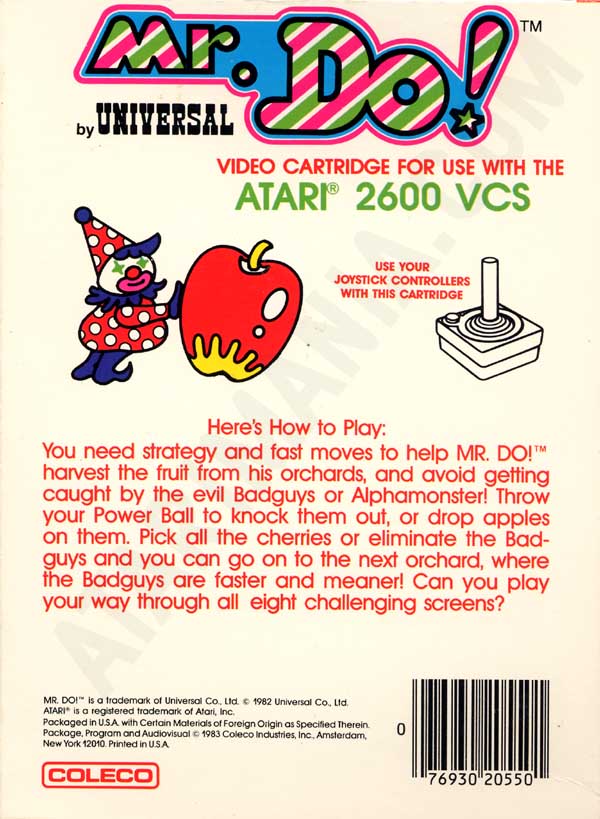 Mr. Do!™
by UNIVERSAL
VIDEO CARTRIDGE FOR USE WITH THE
ATARI® 2600 VCS
USE YOUR
JOYSTICK CONTROLLERS
WITH THIS CARTRIDGE
Here's How to Play:
You need strategy and fast moves to help MR. DO!™
harvest the fruit from his orchards, and avoid getting
caught by the evil Badguys or Alphamonster! Throw
your Power Ball to knock them out, or drop apples
on them. Pick all the cherries or eliminate the Bad-
guys and you can go on to the next orchard, where
the Badguys are faster and meaner! Can you play
your way through all eight challenging screens?
MR. DO!™ is a trademark of Universal Co., Ltd. © 1982 Universal Co., Ltd.
ATARI® is a registered trademark of Atari, Inc.
Packaged in U.S.A. with Certain Materials of Foreign Origin as Specified Therein.
Package, Program and Audiovisual © 1983 Coleco Industries, Inc., Amsterdam,
New York 12010. Printed in U.S.A.
COLECO
0 76930 20550
ATARIMANIA.COM